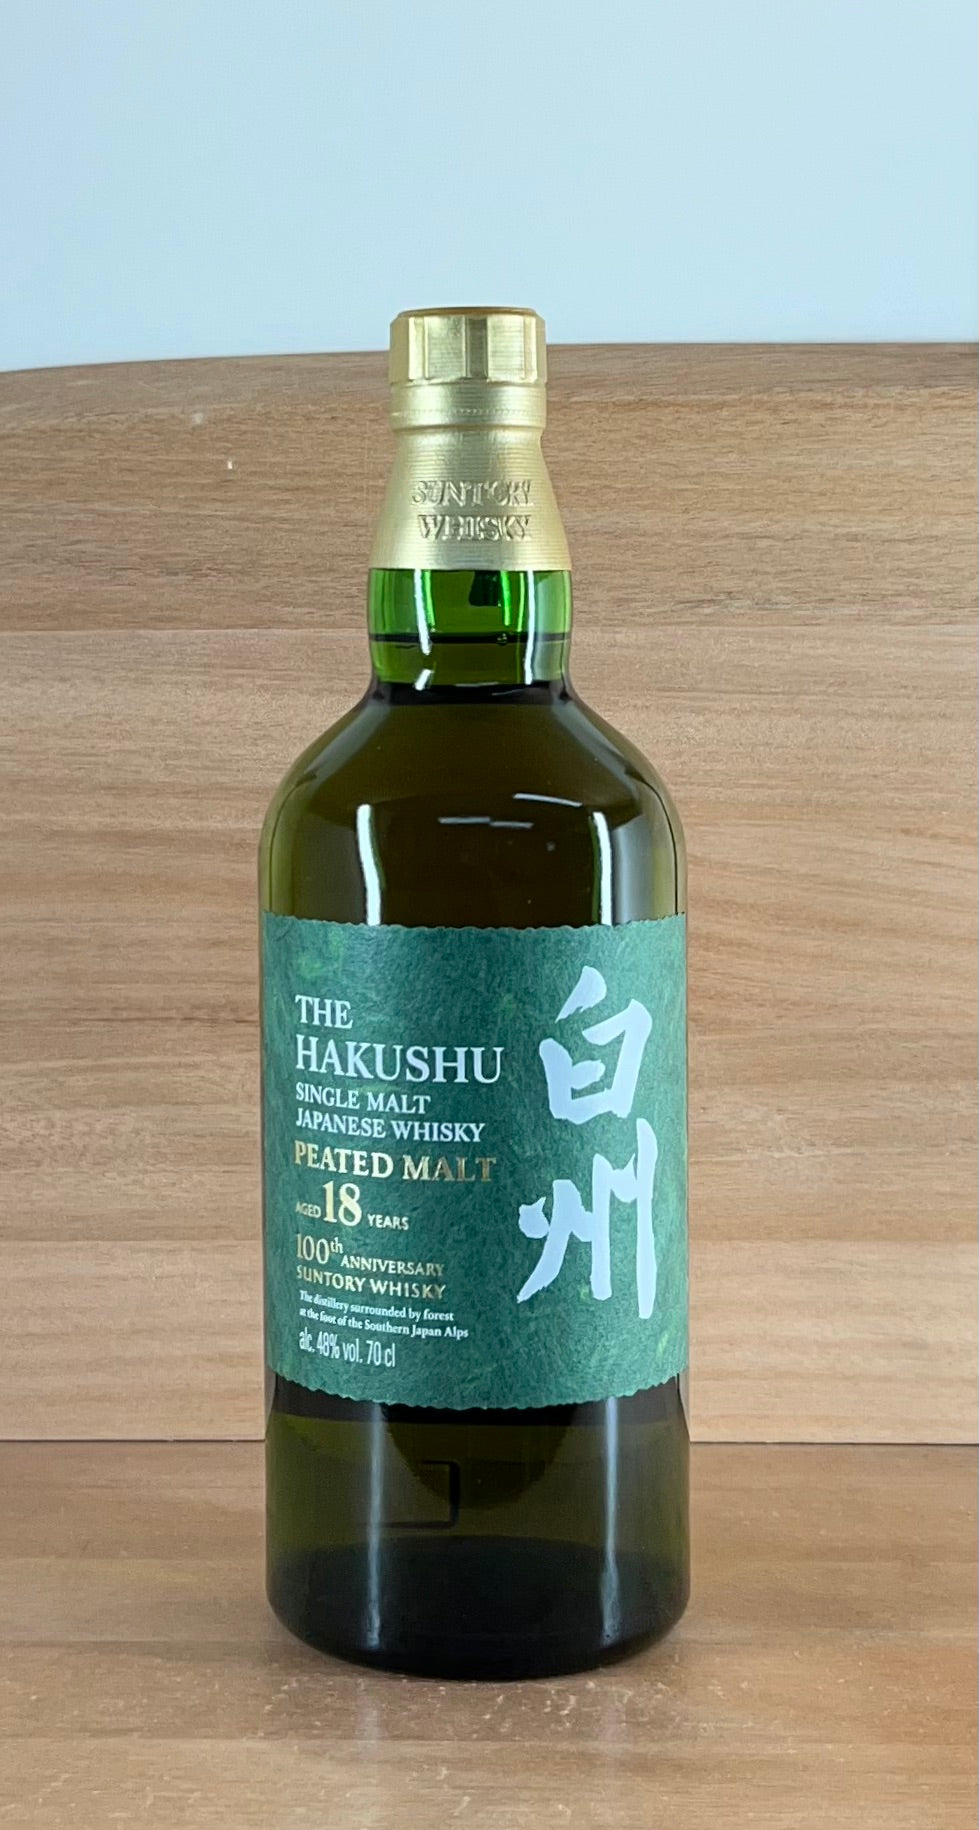 SUNTORY
WHISKY
THE
HAKUSHU
SINGLE MALT
JAPANESE WHISKY
PEATED MALT
AGED 18 YEARS
100th ANNIVERSARY
SUNTORY WHISKY
The distillery surrounded by forest
at the foot of the Southern Japan Alps
alc. 48% vol. 70 cl
白州